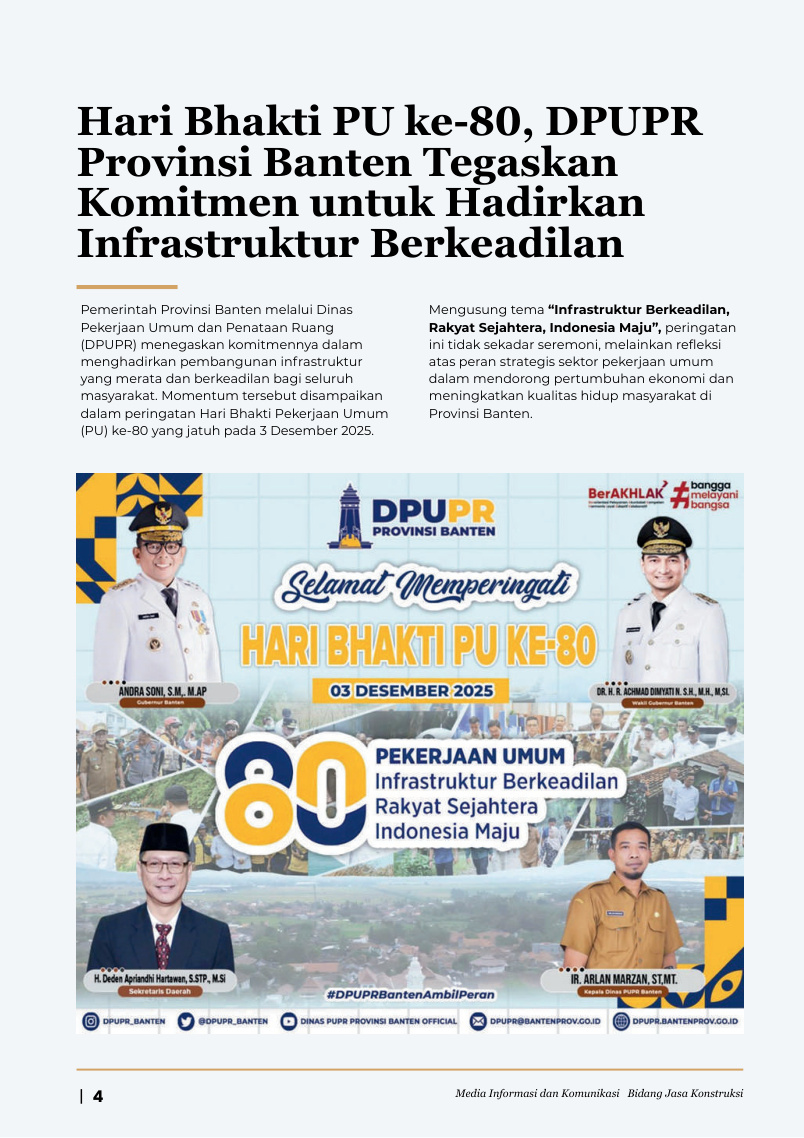 Hari Bhakti PU ke-80, DPUPR
Provinsi Banten Tegaskan
Komitmen untuk Hadirkan
Infrastruktur Berkeadilan
Pemerintah Provinsi Banten melalui Dinas
Pekerjaan Umum dan Penataan Ruang
(DPUPR) menegaskan komitmennya dalam
menghadirkan pembangunan infrastruktur
yang merata dan berkeadilan bagi seluruh
masyarakat. Momentum tersebut disampaikan
dalam peringatan Hari Bhakti Pekerjaan Umum
(PU) ke-80 yang jatuh pada 3 Desember 2025.
Mengusung tema “Infrastruktur Berkeadilan,
Rakyat Sejahtera, Indonesia Maju”, peringatan
ini tidak sekadar seremoni, melainkan refleksi
atas peran strategis sektor pekerjaan umum
dalam mendorong pertumbuhan ekonomi dan
meningkatkan kualitas hidup masyarakat di
Provinsi Banten.
DPUPR
PROVINSI BANTEN
BerAKHLAK
#bangga
melayani
bangsa
Selamat Memperingati
HARI BHAKTI PU KE-80
03 DESEMBER 2025
ANDRA SONI, S.M,. M.AP
Gubernur Banten
DR. H. R. ACHMAD DIMYATI N. S.H., M.H., M,SI.
Wakil Gubernur Banten
80
PEKERJAAN UMUM
Infrastruktur Berkeadilan
Rakyat Sejahtera
Indonesia Maju
H. Deden Apriandhi Hartawan, S.STP., M.Si
Sekretaris Daerah
IR. ARLAN MARZAN, ST,MT.
Kepala Dinas PUPR Banten
#DPUPRBantenAmbilPeran
DPUPR_BANTEN
@DPUPR_BANTEN
DINAS PUPR PROVINSI BANTEN OFFICIAL
DPUPR@BANTENPROV.GO.ID
DPUPR.BANTENPROV.GO.ID
| 4
Media Informasi dan Komunikasi Bidang Jasa Konstruksi